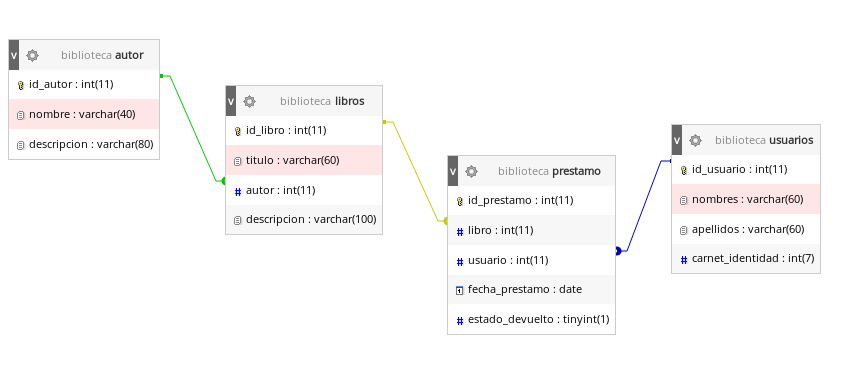 v biblioteca autor
id_autor : int(11)
nombre : varchar(40)
descripcion : varchar(80)
v biblioteca libros
id_libro : int(11)
titulo : varchar(60)
autor : int(11)
descripcion : varchar(100)
v biblioteca prestamo
id_prestamo : int(11)
libro : int(11)
usuario : int(11)
fecha_prestamo : date
estado_devuelto : tinyint(1)
v biblioteca usuarios
id_usuario : int(11)
nombres : varchar(60)
apellidos : varchar(60)
carnet_identidad : int(7)